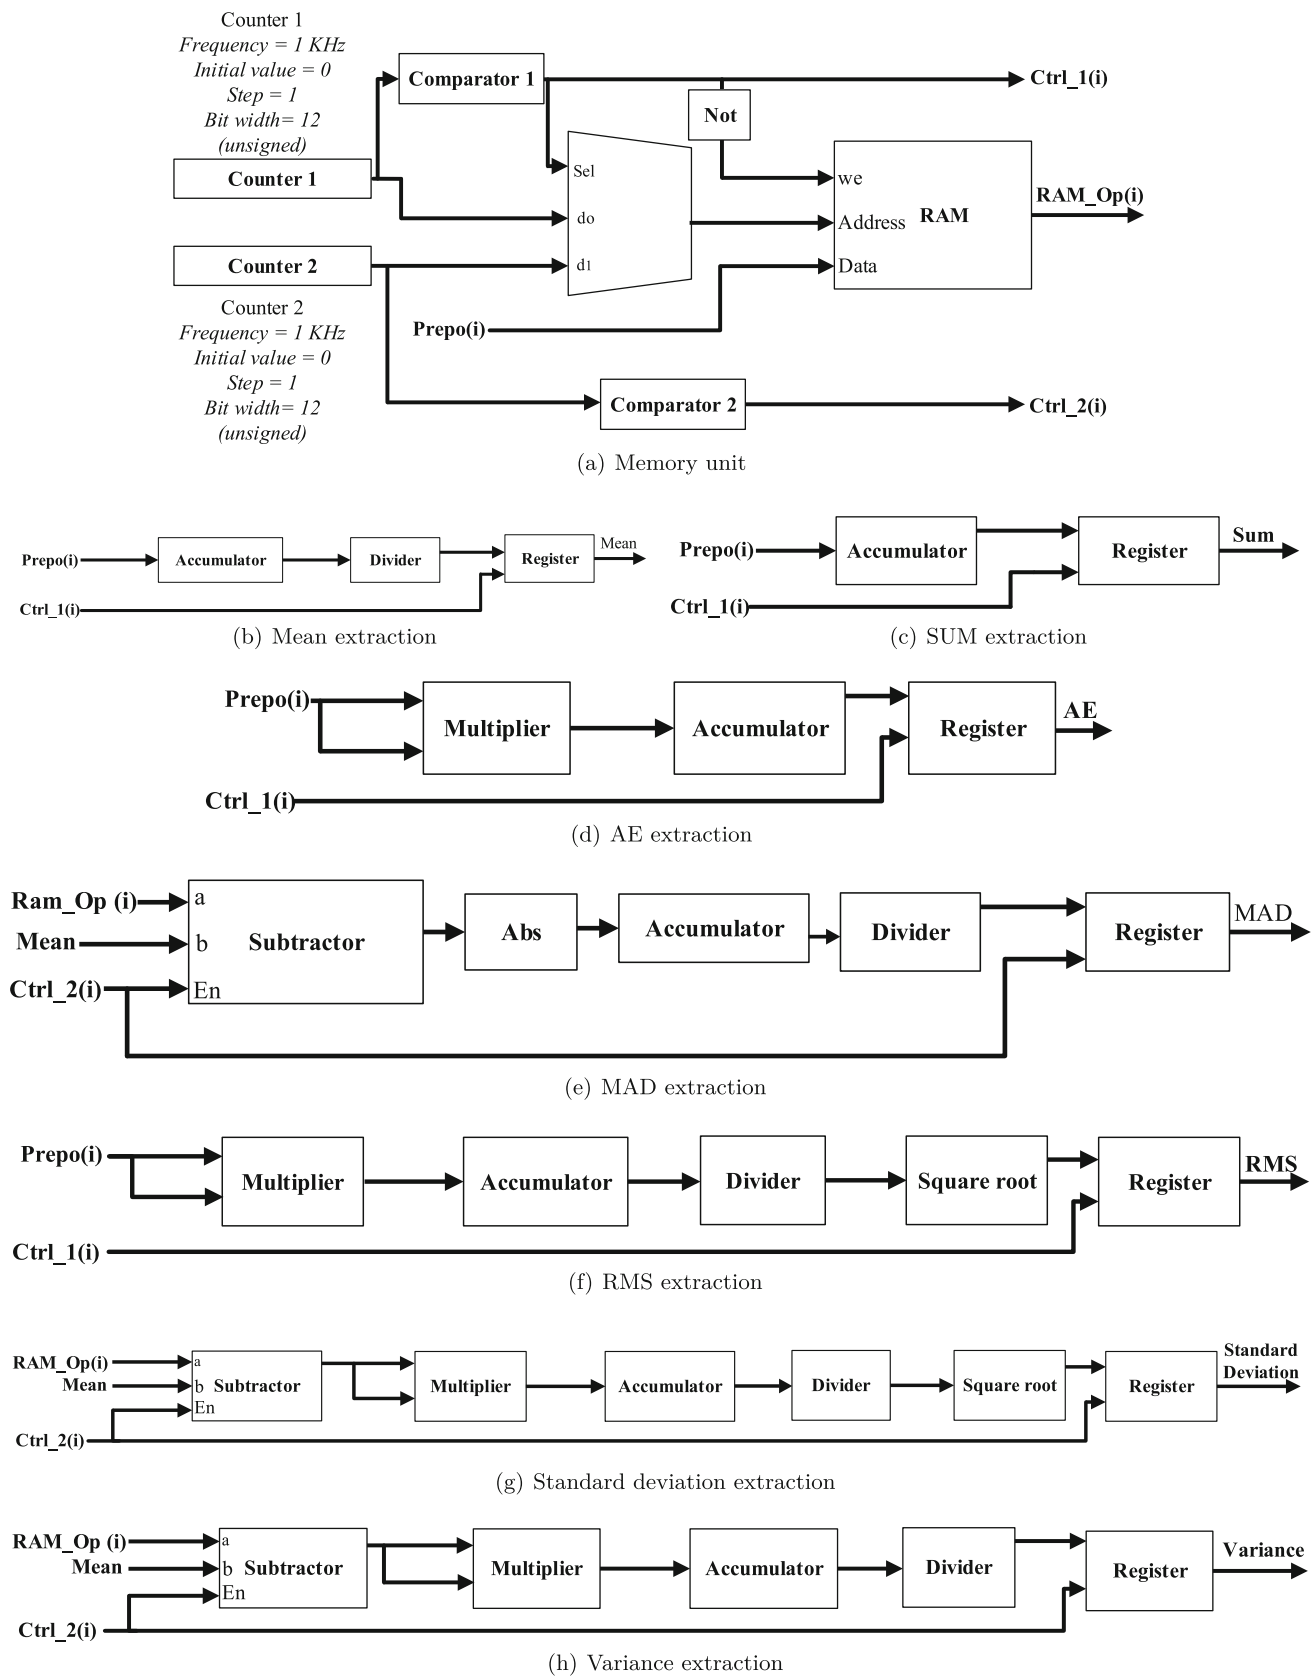 Counter 1
Frequency = 1 KHz
Initial value = 0
Step = 1
Bit width= 12
(unsigned)
Counter 1
Comparator 1
Ctrl_1(i)
Not
Sel
do
d1
we
Address
Data
RAM
RAM_Op(i)
Counter 2
Counter 2
Frequency = 1 KHz
Initial value = 0
Step = 1
Bit width= 12
(unsigned)
Prepo(i)
Comparator 2
Ctrl_2(i)
(a) Memory unit
Prepo(i)
Accumulator
Divider
Register
Mean
Ctrl_1(i)
(b) Mean extraction
Prepo(i)
Accumulator
Register
Sum
Ctrl_1(i)
(c) SUM extraction
Prepo(i)
Multiplier
Accumulator
Register
AE
Ctrl_1(i)
(d) AE extraction
Ram_Op (i)
Mean
Ctrl_2(i)
a
b
En
Subtractor
Abs
Accumulator
Divider
Register
MAD
(e) MAD extraction
Prepo(i)
Multiplier
Accumulator
Divider
Square root
Register
RMS
Ctrl_1(i)
(f) RMS extraction
RAM_Op(i)
Mean
Ctrl_2(i)
a
b
En
Subtractor
Multiplier
Accumulator
Divider
Square root
Register
Standard
Deviation
(g) Standard deviation extraction
RAM_Op (i)
Mean
Ctrl_2(i)
a
b
En
Subtractor
Multiplier
Accumulator
Divider
Register
Variance
(h) Variance extraction